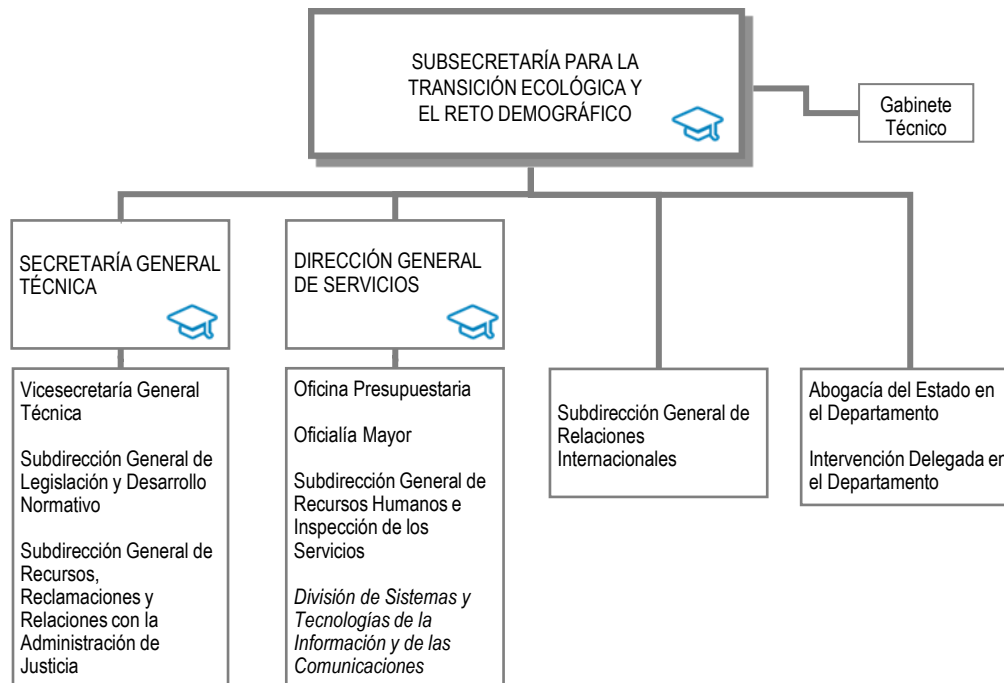 SUBSECRETARÍA PARA LA
TRANSICIÓN ECOLÓGICA Y
EL RETO DEMOGRÁFICO
Gabinete
Técnico
SECRETARÍA GENERAL
TÉCNICA
DIRECCIÓN GENERAL
DE SERVICIOS
Vicesecretaría General
Técnica
Subdirección General de
Legislación y Desarrollo
Normativo
Subdirección General de
Recursos,
Reclamaciones y
Relaciones con la
Administración de
Justicia
Oficina Presupuestaria
Oficialía Mayor
Subdirección General de
Recursos Humanos e
Inspección de los
Servicios
División de Sistemas y
Tecnologías de la
Información y de las
Comunicaciones
Subdirección General de
Relaciones
Internacionales
Abogacía del Estado en
el Departamento
Intervención Delegada en
el Departamento